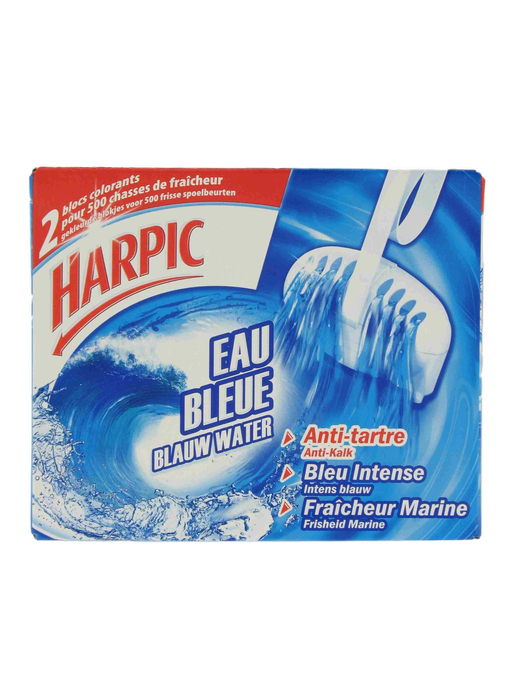 2 blocs colorants
pour 500 chasses de fraîcheur
gekleurde blokjes voor 500 frisse spoelbeurten
HARPIC
EAU
BLEUE
BLAUW WATER
Anti-tartre
Anti-Kalk
Bleu Intense
Intens blauw
Fraîcheur Marine
Frisheid Marine